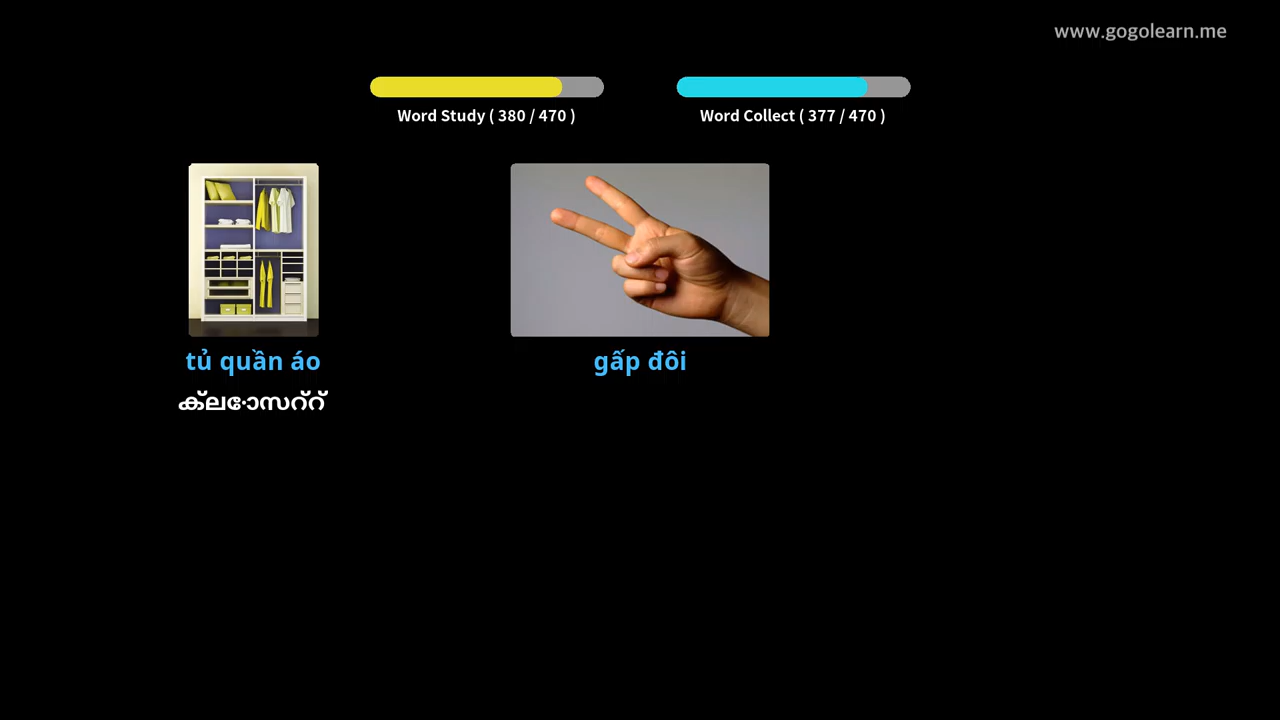 www.gogolearn.me
Word Study ( 380 / 470 )
Word Collect ( 377 / 470 )
tủ quần áo
gấp đôi
ക്ലോസറ്റ്